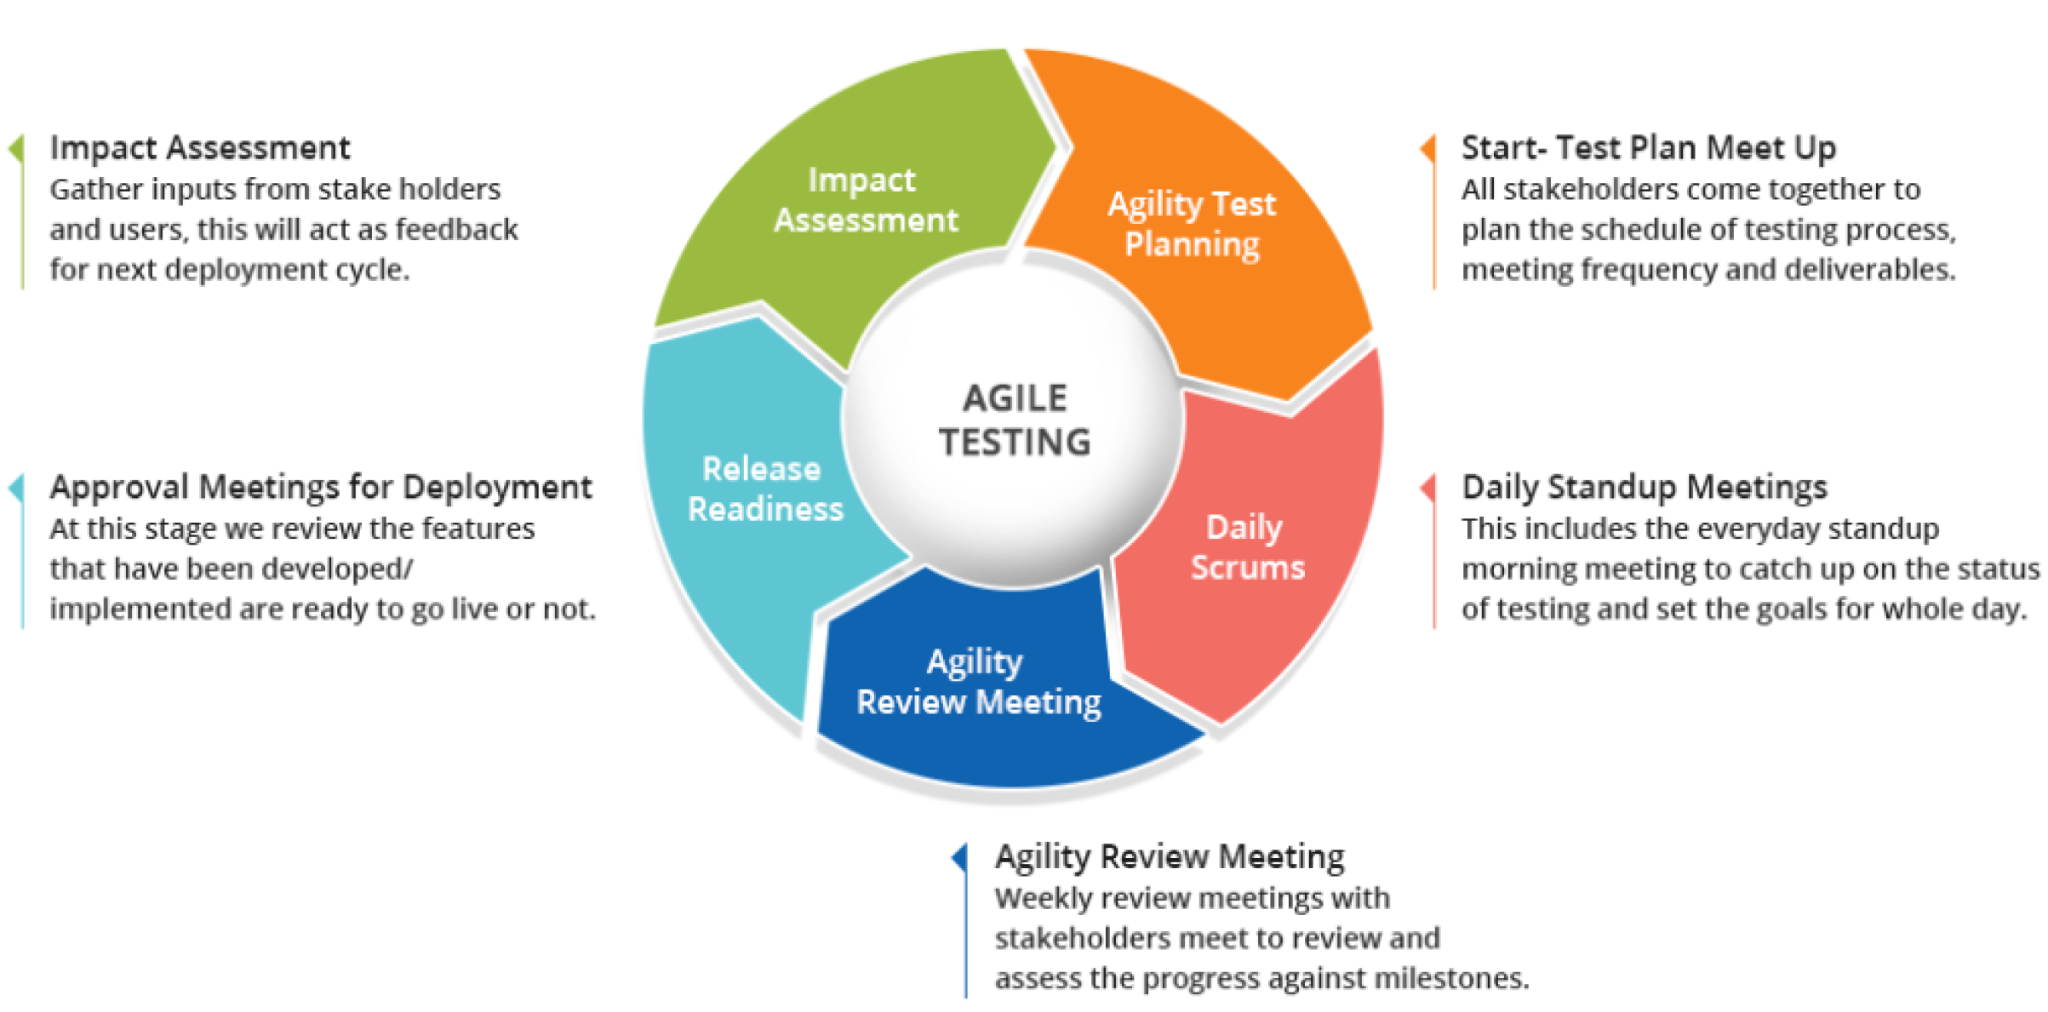 Impact Assessment
Gather inputs from stake holders
and users, this will act as feedback
for next deployment cycle.
Approval Meetings for Deployment
At this stage we review the features
that have been developed/
implemented are ready to go live or not.
Impact
Assessment
Agility Test
Planning
AGILE
TESTING
Release
Readiness
Daily
Scrums
Agility
Review Meeting
Start- Test Plan Meet Up
All stakeholders come together to
plan the schedule of testing process,
meeting frequency and deliverables.
Daily Standup Meetings
This includes the everyday standup
morning meeting to catch up on the status
of testing and set the goals for whole day.
Agility Review Meeting
Weekly review meetings with
stakeholders meet to review and
assess the progress against milestones.